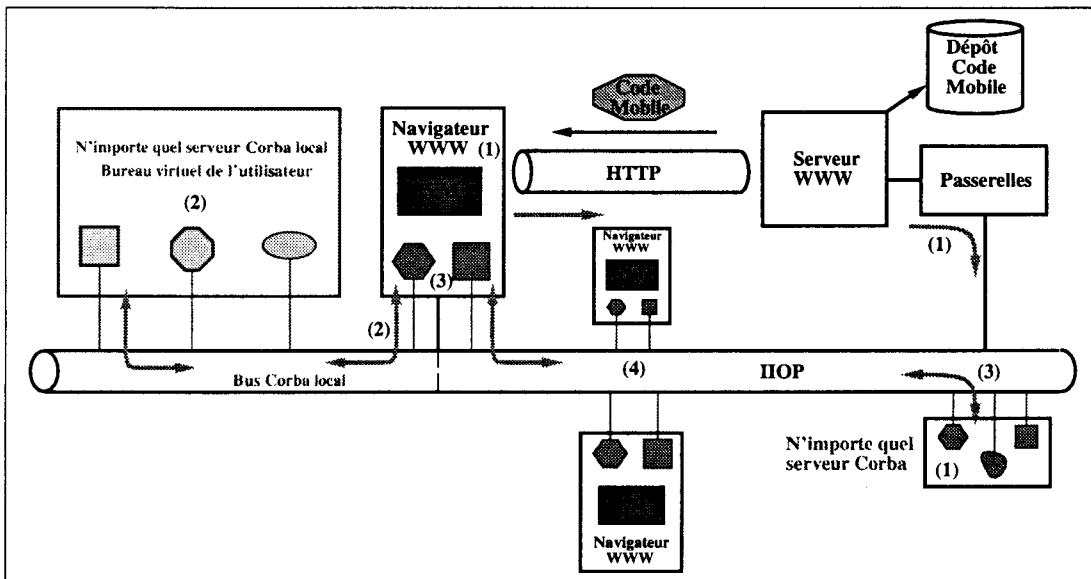 Dépôt
Code
Mobile
Code
Mobile
Navigateur
WWW (1)
N'importe quel serveur Corba local
Bureau virtuel de l'utilisateur
(2)
HTTP
Serveur
WWW
Passerelles
(1)
Navigateur
WWW
(3)
(2)
Bus Corba local
(4)
IIOP
(3)
N'importe quel
serveur Corba
(1)
Navigateur
WWW